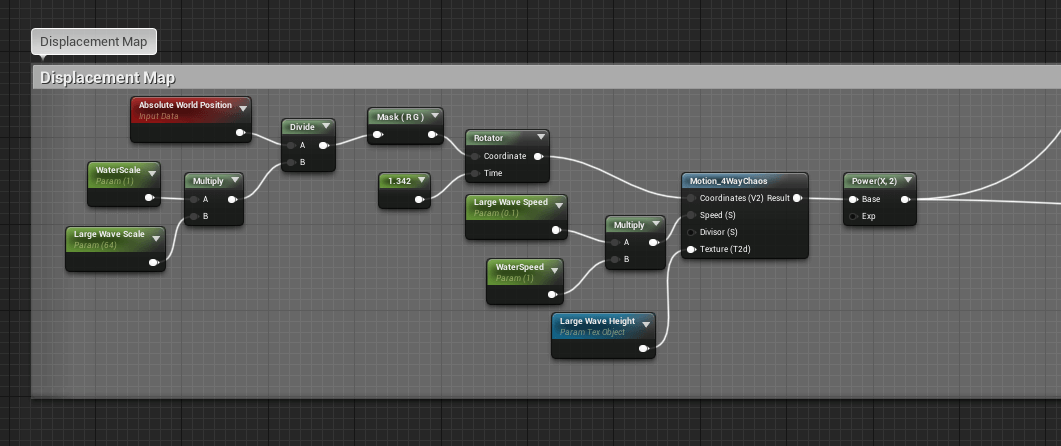 Displacement Map
Displacement Map
Absolute World Position
Input Data
Divide
A
B
Mask ( R G )
Rotator
Coordinate
Time
WaterScale
Param (1)
Multiply
A
B
Large Wave Scale
Param (64)
1.342
Large Wave Speed
Param (0.1)
Multiply
A
B
WaterSpeed
Param (1)
Large Wave Height
Param Tex Object
Motion_4WayChaos
Coordinates (V2) Result
Speed (S)
Divisor (S)
Texture (T2d)
Power(X, 2)
Base
Exp